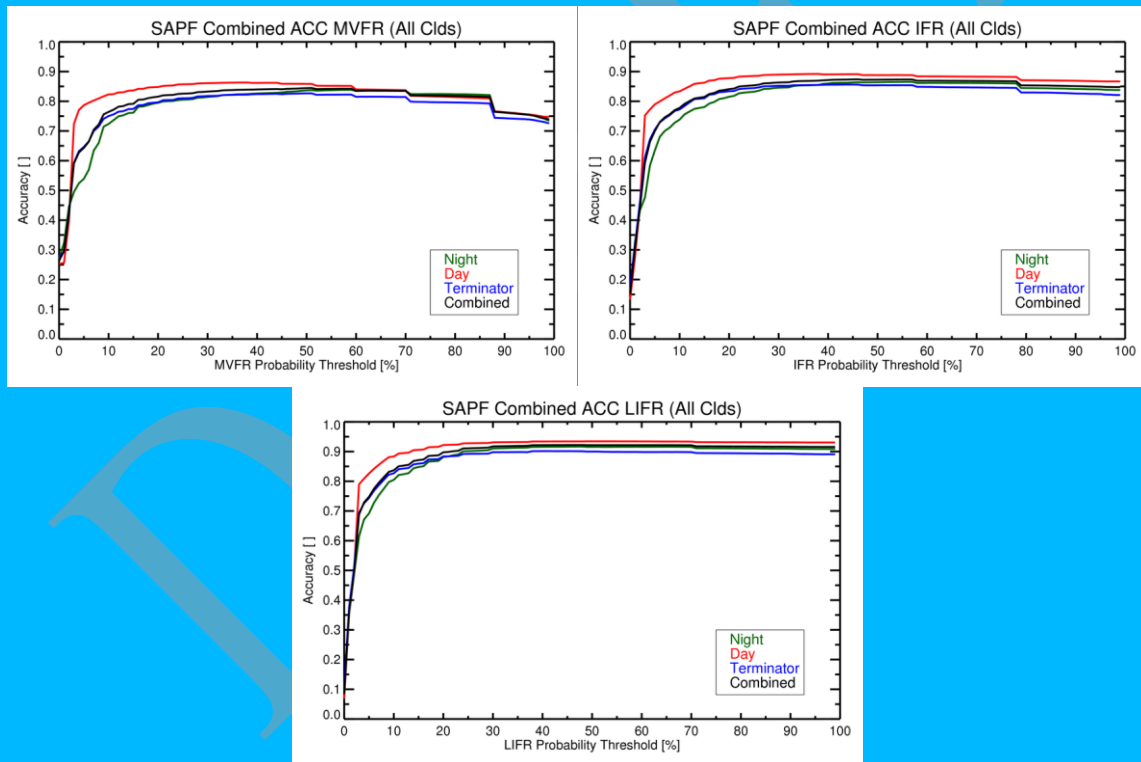 SAPF Combined ACC MVFR (All Clds)
1.0
0.9
0.8
0.7
0.6
0.5
0.4
0.3
0.2
0.1
0.0
Accuracy [ ]
Night
Day
Terminator
Combined
0 10 20 30 40 50 60 70 80 90 100
MVFR Probability Threshold [%]
SAPF Combined ACC IFR (All Clds)
1.0
0.9
0.8
0.7
0.6
0.5
0.4
0.3
0.2
0.1
0.0
Accuracy [ ]
Night
Day
Terminator
Combined
0 10 20 30 40 50 60 70 80 90 100
IFR Probability Threshold [%]
SAPF Combined ACC LIFR (All Clds)
1.0
0.9
0.8
0.7
0.6
0.5
0.4
0.3
0.2
0.1
0.0
Accuracy [ ]
Night
Day
Terminator
Combined
0 10 20 30 40 50 60 70 80 90 100
LIFR Probability Threshold [%]